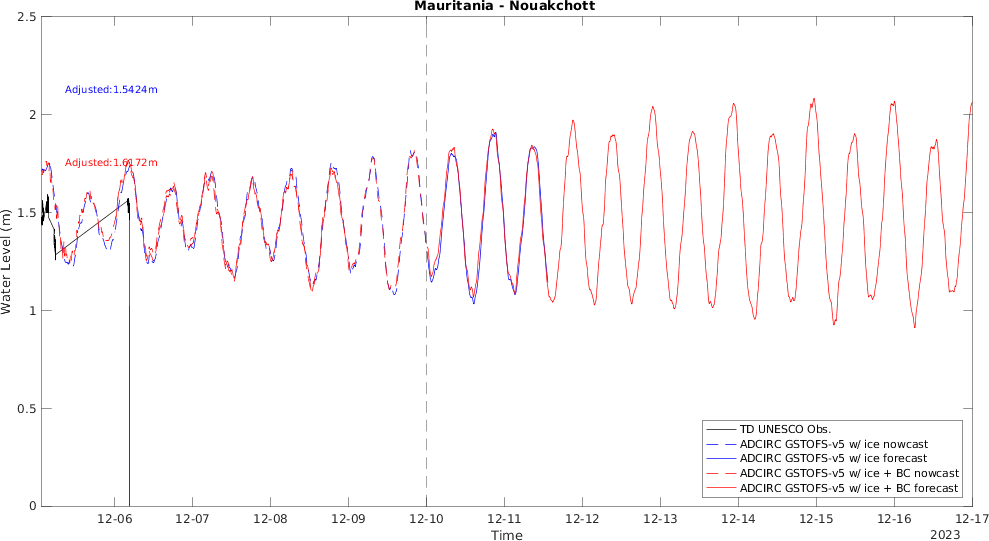 Mauritania - Nouakchott
2.5
2
1.5
1
0.5
0
Water Level (m)
Adjusted:1.5424m
Adjusted:1.6172m
TD UNESCO Obs.
ADCIRC GSTOFS-v5 w/ ice nowcast
ADCIRC GSTOFS-v5 w/ ice forecast
ADCIRC GSTOFS-v5 w/ ice + BC nowcast
ADCIRC GSTOFS-v5 w/ ice + BC forecast
12-06 12-07 12-08 12-09 12-10 12-11 12-12 12-13 12-14 12-15 12-16 12-17
Time
2023